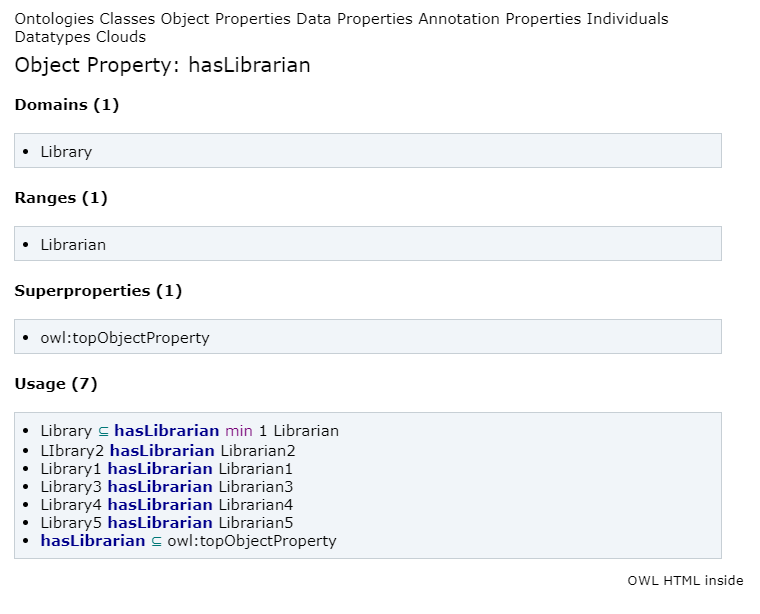 Ontologies Classes Object Properties Data Properties Annotation Properties Individuals
Datatypes Clouds
Object Property: hasLibrarian
Domains (1)
• Library
Ranges (1)
• Librarian
Superproperties (1)
• owl:topObjectProperty
Usage (7)
• Library ⊆ hasLibrarian min 1 Librarian
• LIbrary2 hasLibrarian Librarian2
• Library1 hasLibrarian Librarian1
• Library3 hasLibrarian Librarian3
• Library4 hasLibrarian Librarian4
• Library5 hasLibrarian Librarian5
• hasLibrarian ⊆ owl:topObjectProperty
OWL HTML inside